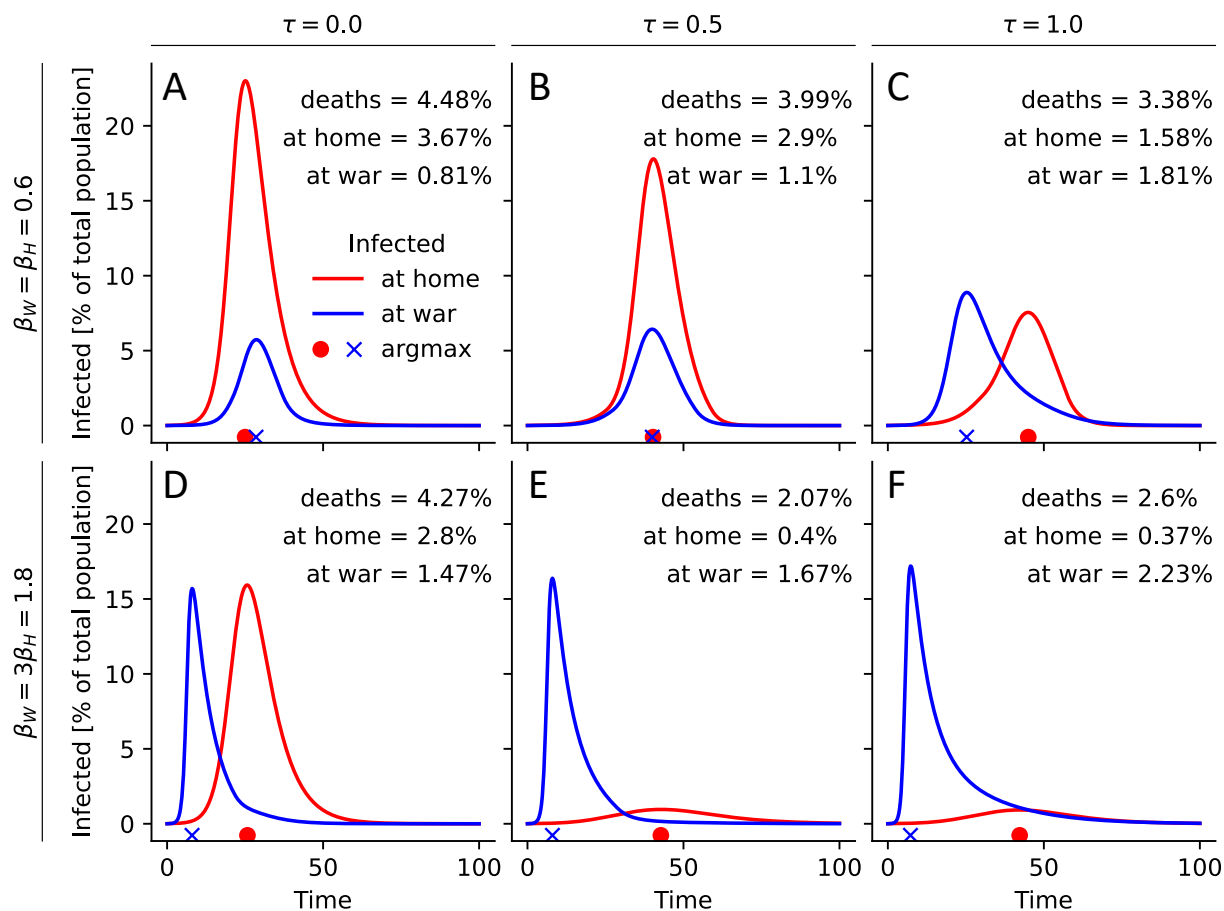 τ = 0.0
τ = 0.5
τ = 1.0
β_W = β_H = 0.6
Infected [% of total population]
20
15
10
5
0
A
deaths = 4.48%
at home = 3.67%
at war = 0.81%
Infected
at home
at war
argmax
B
deaths = 3.99%
at home = 2.9%
at war = 1.1%
C
deaths = 3.38%
at home = 1.58%
at war = 1.81%
β_W = 3β_H = 1.8
Infected [% of total population]
20
15
10
5
0
D
deaths = 4.27%
at home = 2.8%
at war = 1.47%
E
deaths = 2.07%
at home = 0.4%
at war = 1.67%
F
deaths = 2.6%
at home = 0.37%
at war = 2.23%
0 50 100
0 50 100
0 50 100
Time
Time
Time